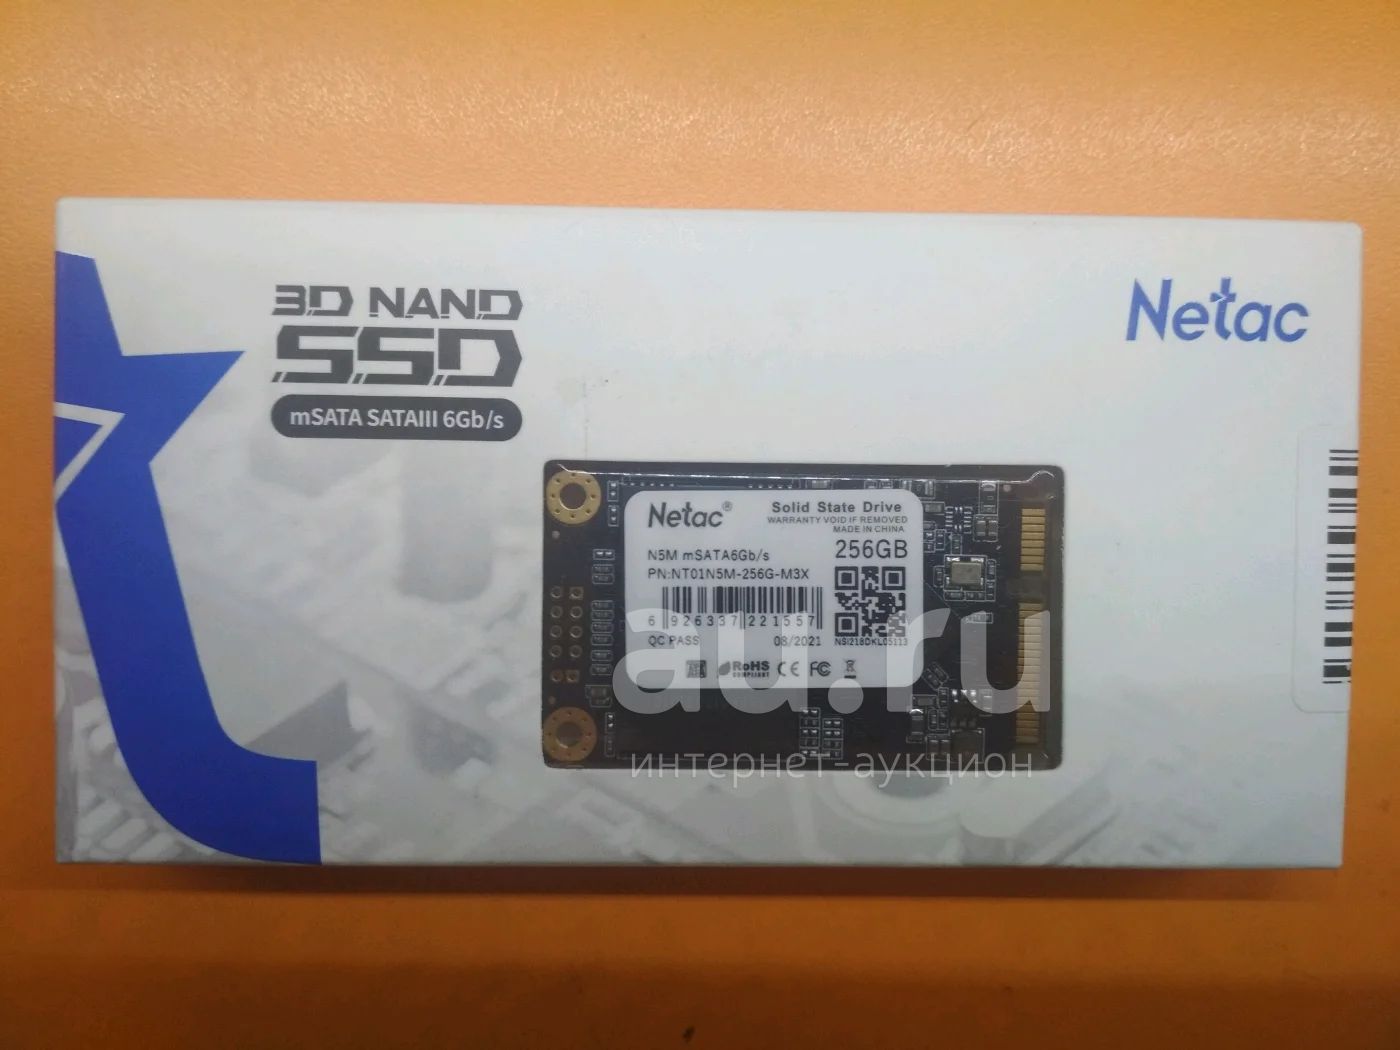 3D NAND
SSD
mSATA SATAIII 6Gb/s
Netac
Netac®
Solid State Drive
WARRANTY VOID IF REMOVED
MADE IN CHINA
N5M mSATA6Gb/s
256GB
PN:NT01N5M-256G-M3X
6 926337 221557
QC PASS
08/2021
NSI218DKL05113
RoHS
COMPLIANT
CE FC
au.ru
интернет-аукцион